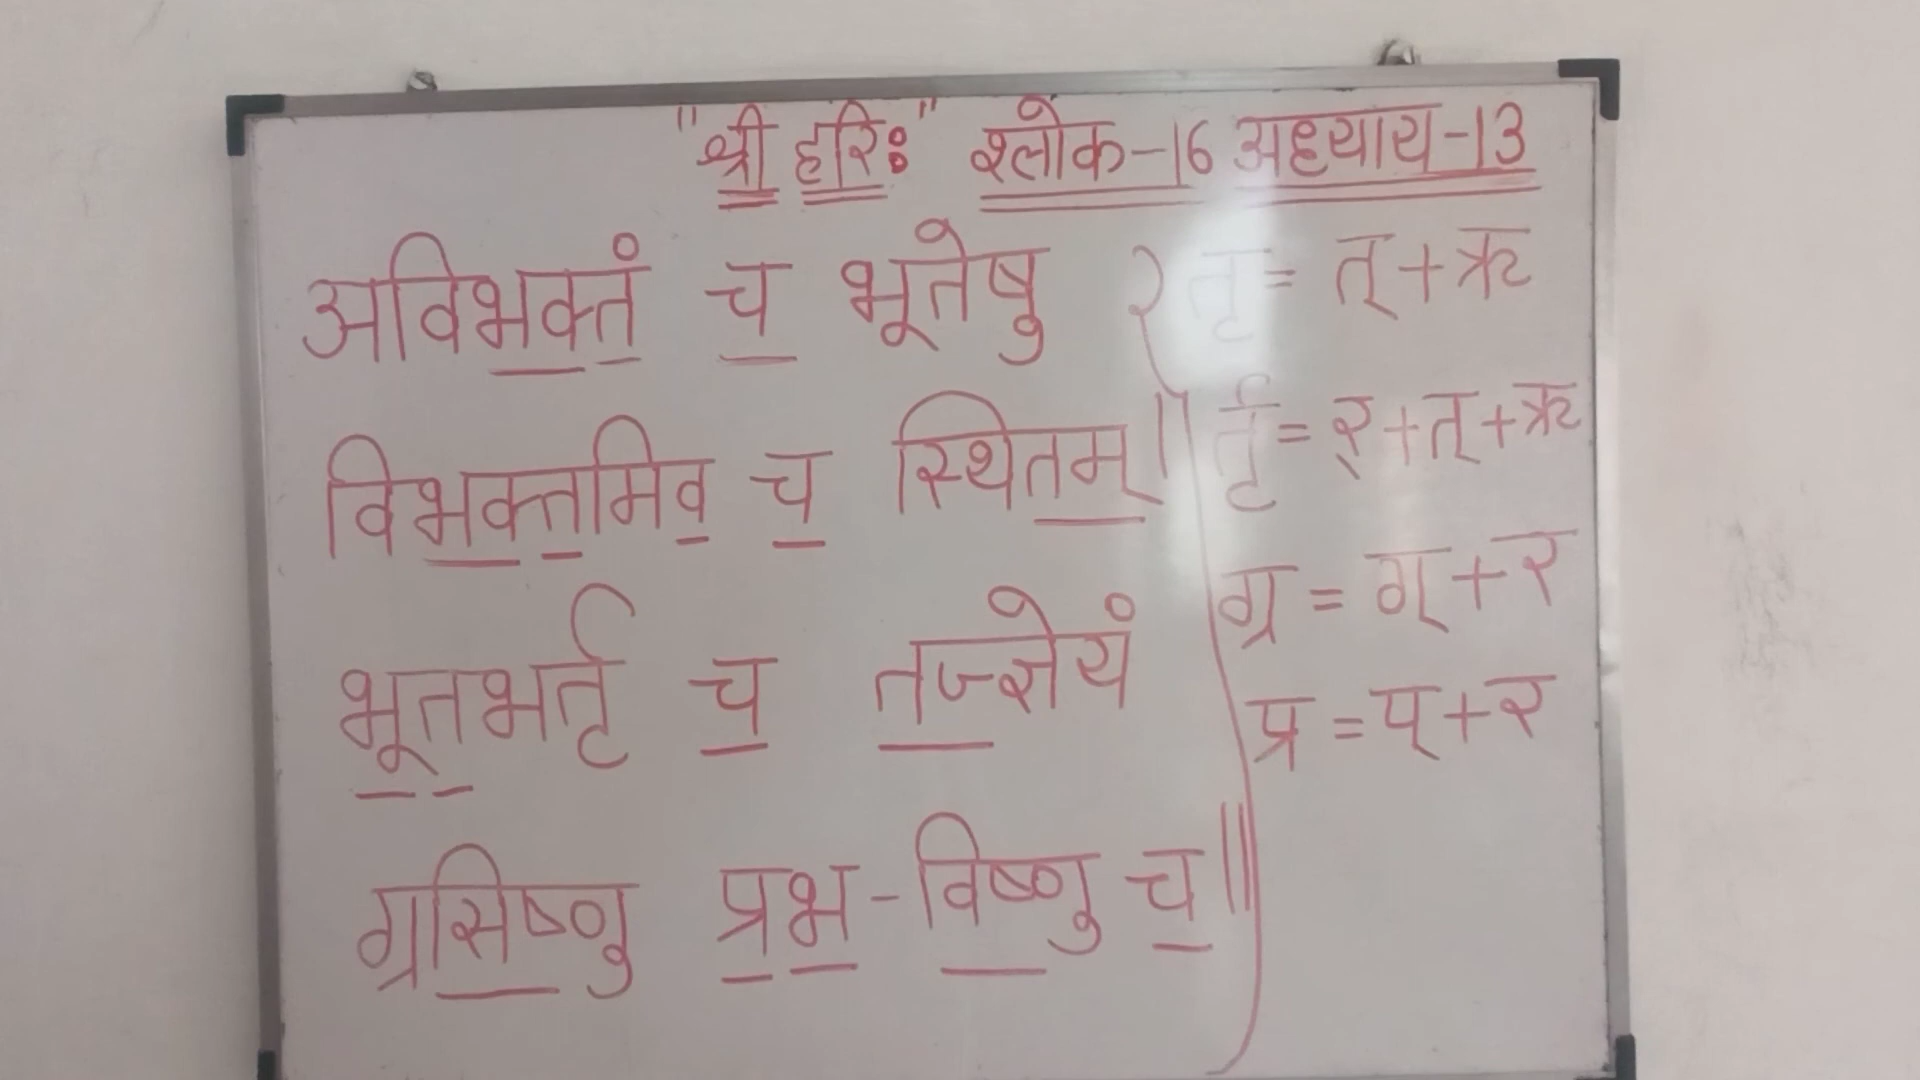 "श्री हरिः" श्लोक-16 अध्याय-13
अविभक्तं च भूतेषु
विभक्तमिव च स्थितम्।
भूतभर्तृ च तज्ज्ञेयं
ग्रसिष्णु प्रभ-विष्णु च॥
तृ = त् + ऋ
र्तृ = र् + त् + ऋ
ग्र = ग् + र
प्र = प् + र